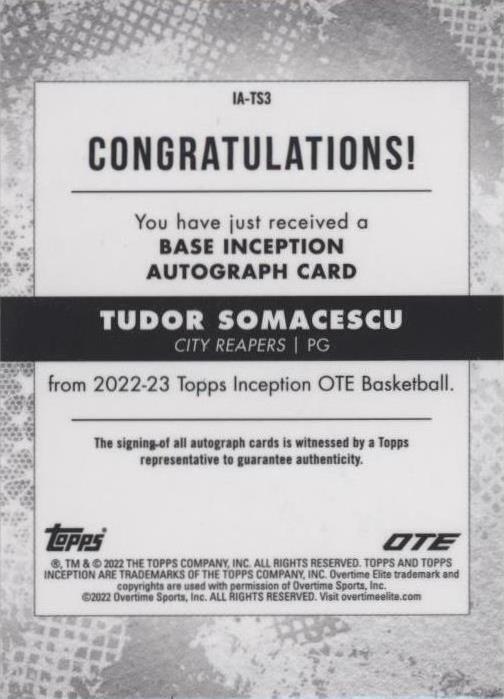 IA-TS3
CONGRATULATIONS!
You have just received a
BASE INCEPTION
AUTOGRAPH CARD
TUDOR SOMACESCU
CITY REAPERS | PG
from 2022-23 Topps Inception OTE Basketball.
The signing of all autograph cards is witnessed by a Topps
representative to guarantee authenticity.
Topps OTE
®, TM & © 2022 THE TOPPS COMPANY, INC. ALL RIGHTS RESERVED. TOPPS AND TOPPS
INCEPTION ARE TRADEMARKS OF THE TOPPS COMPANY, INC. Overtime Elite trademark and
copyrights are used with permission of Overtime Sports, Inc.
©2022 Overtime Sports, Inc. ALL RIGHTS RESERVED. Visit overtimeelite.com